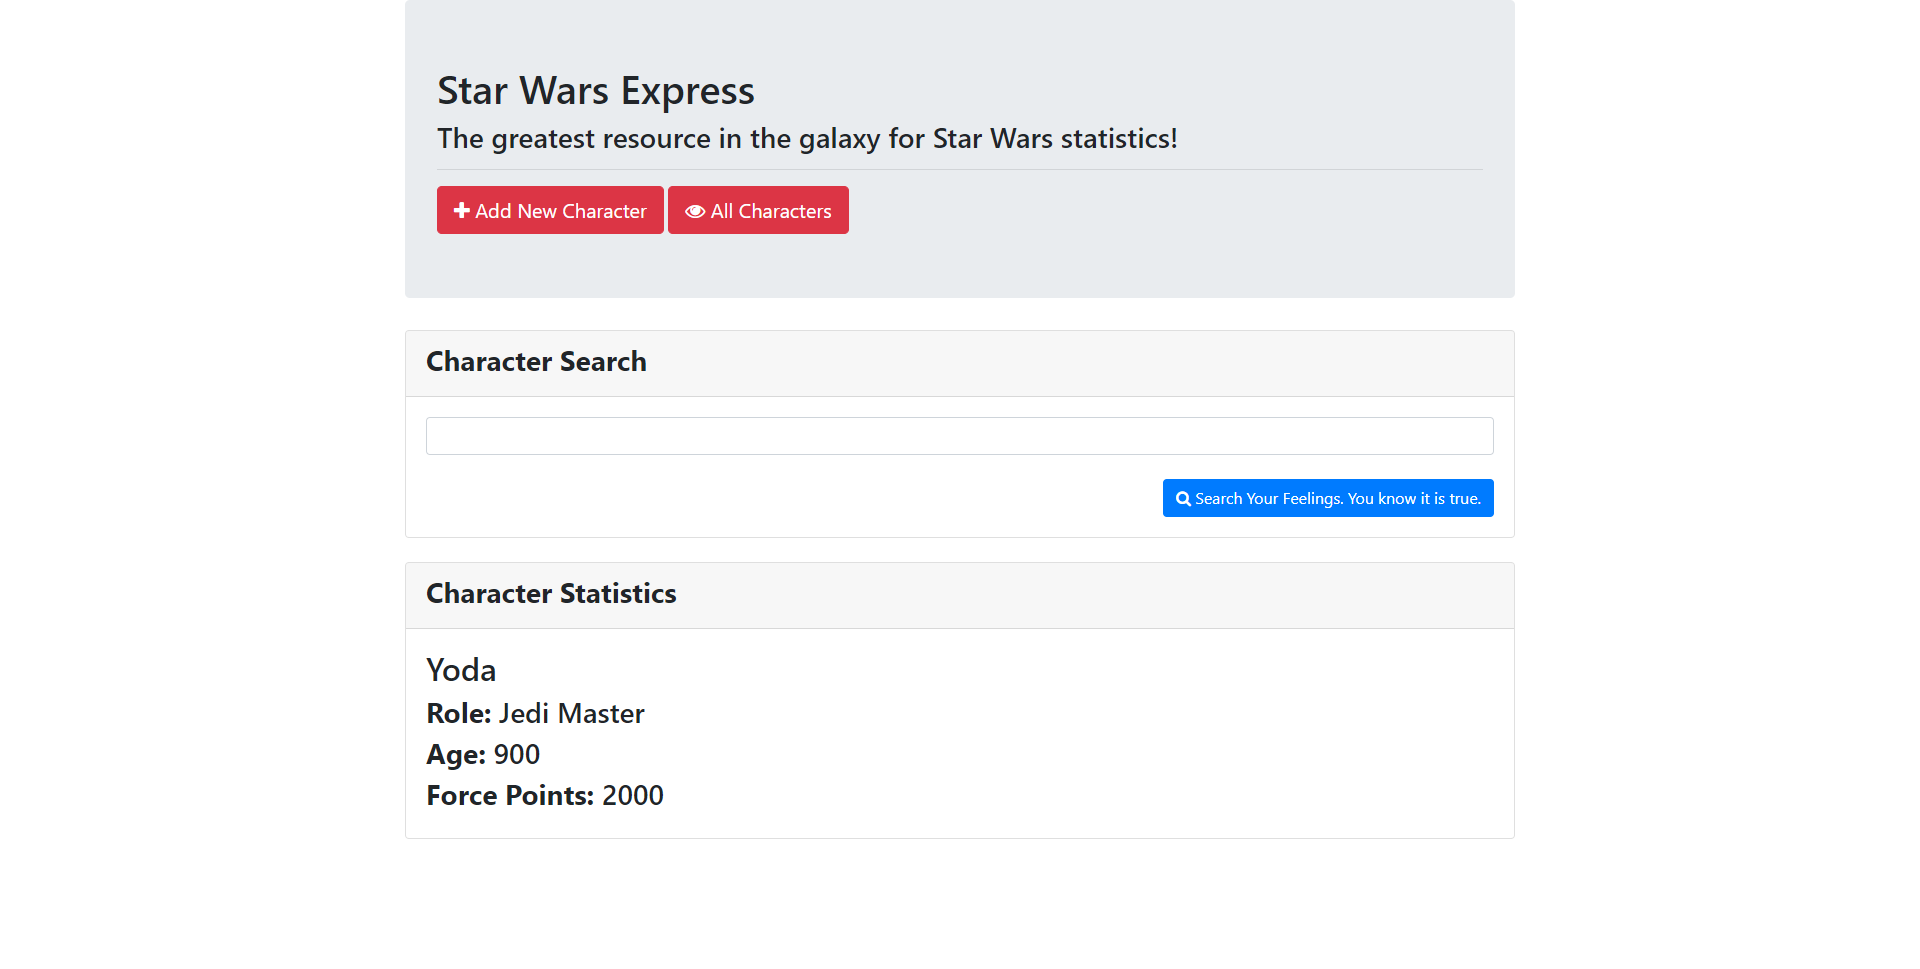 Star Wars Express
The greatest resource in the galaxy for Star Wars statistics!
Add New Character All Characters
Character Search
Search Your Feelings. You know it is true.
Character Statistics
Yoda
Role: Jedi Master
Age: 900
Force Points: 2000